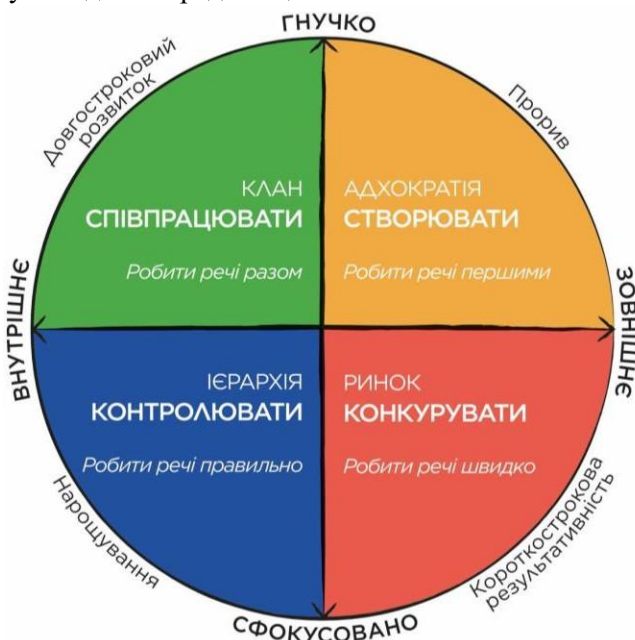 ГНУЧКО
Довгостроковий
розвиток
Прорив
КЛАН
СПІВПРАЦЮВАТИ
Робити речі разом
АДХОКРАТІЯ
СТВОРЮВАТИ
Робити речі першими
ВНУТРІШНЄ
ЗОВНІШНЄ
ІЄРАРХІЯ
КОНТРОЛЮВАТИ
Робити речі правильно
РИНОК
КОНКУРУВАТИ
Робити речі швидко
Нарощування
Короткострокова
результативність
СФОКУСОВАНО